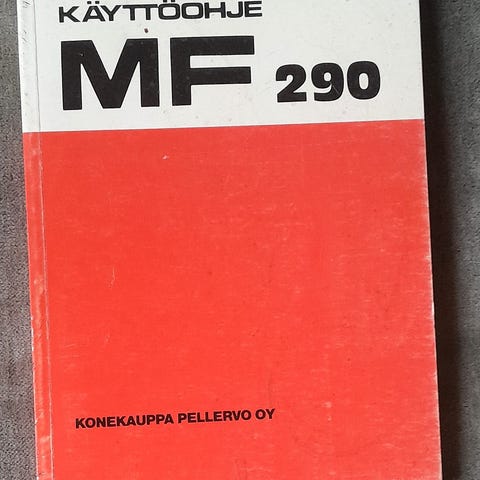 KÄYTTÖOHJE
MF 290
KONEKAUPPA PELLERVO OY